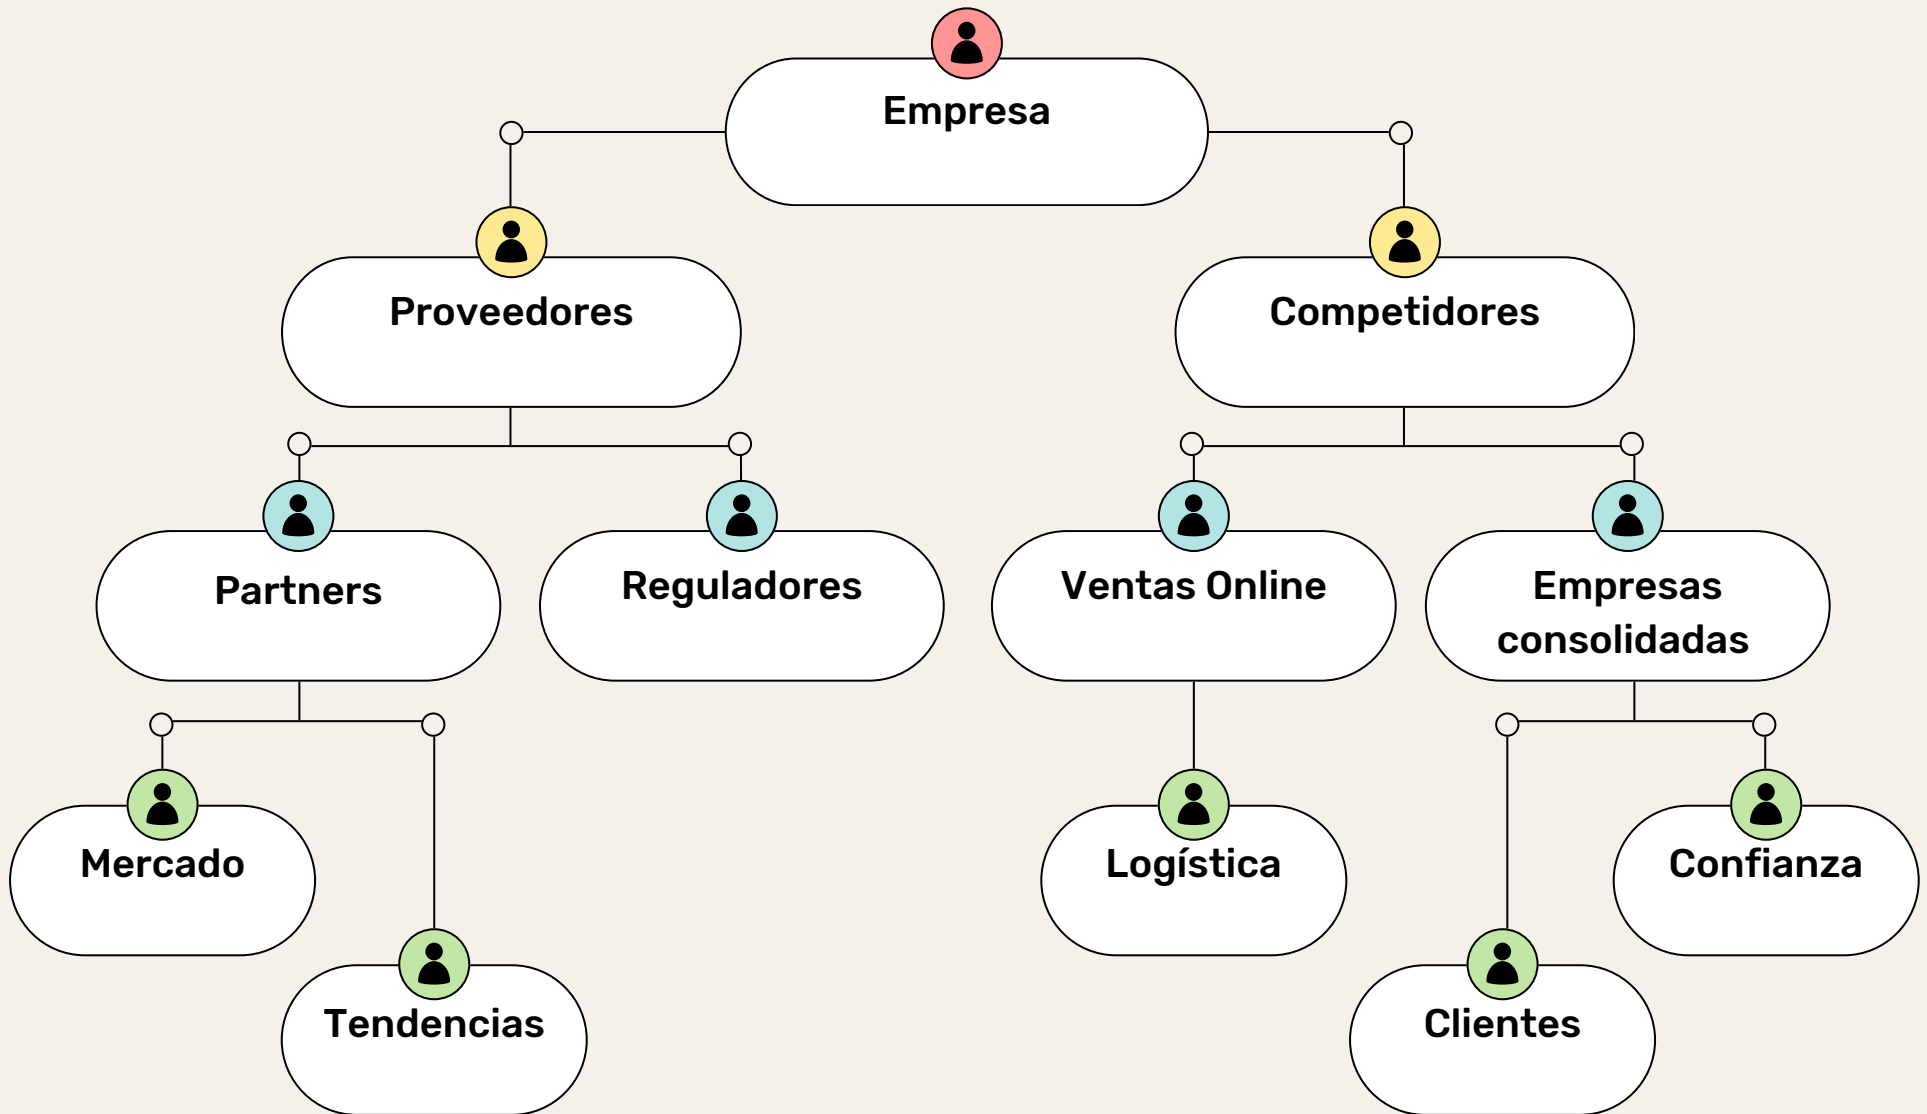 Empresa
Proveedores
Competidores
Partners
Reguladores
Ventas Online
Empresas
consolidadas
Mercado
Logística
Confianza
Tendencias
Clientes